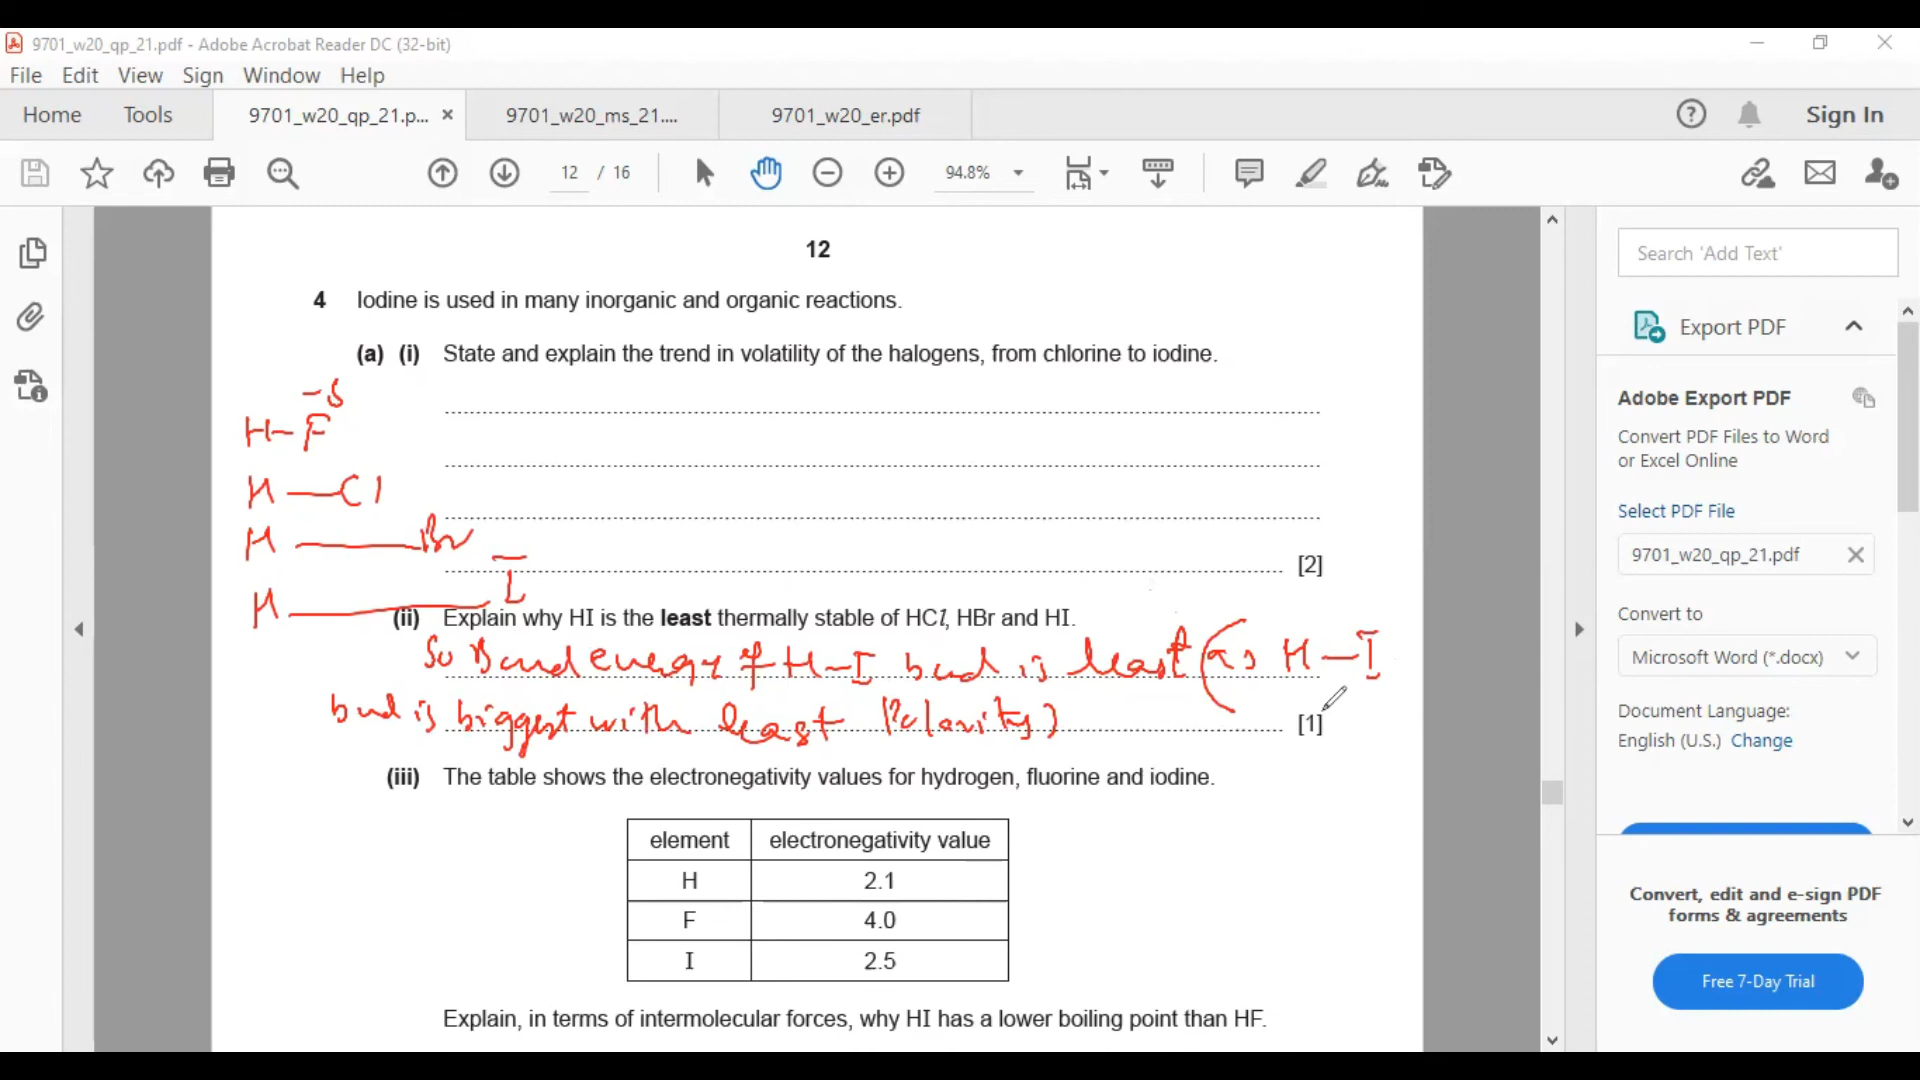 9701_w20_qp_21.pdf - Adobe Acrobat Reader DC (32-bit)
File Edit View Sign Window Help
Home Tools 9701_w20_qp_21.p... × 9701_w20_ms_21.... 9701_w20_er.pdf Sign In
12 / 16 94.8%
12
4 Iodine is used in many inorganic and organic reactions.
(a) (i) State and explain the trend in volatility of the halogens, from chlorine to iodine.
-δ
H-F
H-Cl
H-Br
[2]
H-I
(ii) Explain why HI is the least thermally stable of HCl, HBr and HI.
So Bond energy of H-I bond is least (as H-I
bond is biggest with least Polarity)
[1]
(iii) The table shows the electronegativity values for hydrogen, fluorine and iodine.
element electronegativity value
H 2.1
F 4.0
I 2.5
Explain, in terms of intermolecular forces, why HI has a lower boiling point than HF.
Search 'Add Text'
Export PDF
Adobe Export PDF
Convert PDF Files to Word
or Excel Online
Select PDF File
9701_w20_qp_21.pdf
Convert to
Microsoft Word (*.docx)
Document Language:
English (U.S.) Change
Convert, edit and e-sign PDF
forms & agreements
Free 7-Day Trial